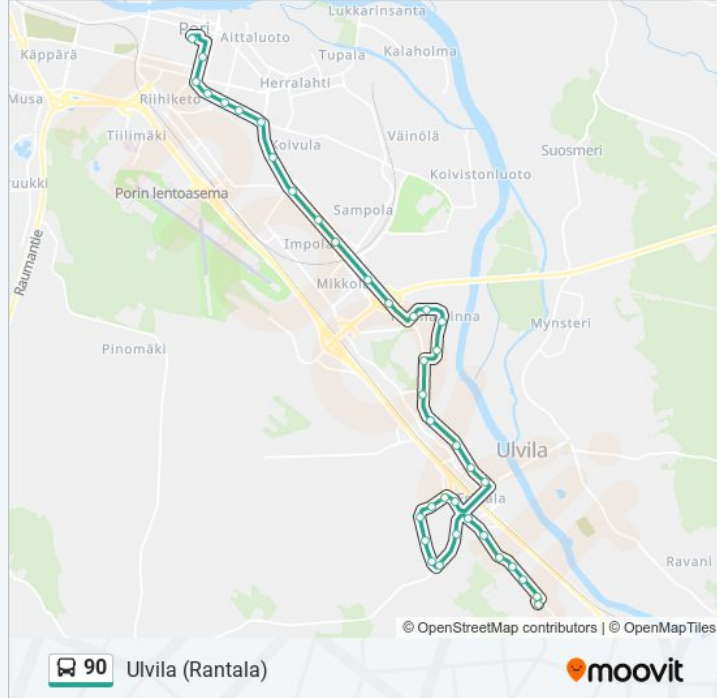 Lukkarinsanta
Pori
Aittaluoto
Käppärä
Tupala
Kalaholma
Herralahti
Musa
Riihiketo
Tiilimäki
Koivula
Väinölä
Suosmeri
Koivistonluoto
Porin lentoasema
Sampola
Raumantie
Impola
Mikkola
Mynsteri
Pinomäki
Ulvila
Ravani
© OpenStreetMap contributors | © OpenMapTiles
90 Ulvila (Rantala)
moovit